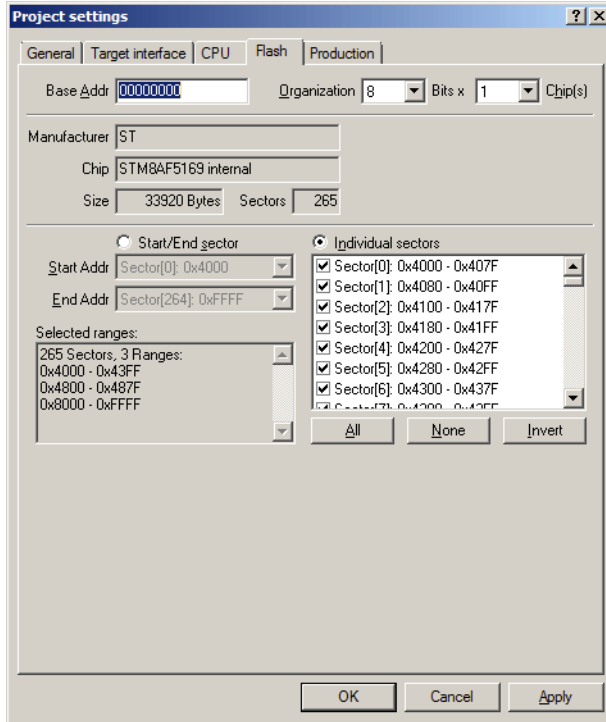 Project settings
General Target interface CPU Flash Production
Base Addr 00000000 Organization 8 Bits x 1 Chip(s)
Manufacturer ST
Chip STM8AF5169 internal
Size 33920 Bytes Sectors 265
Start/End sector
Start Addr Sector[0]: 0x4000
End Addr Sector[264]: 0xFFFF
Selected ranges:
265 Sectors, 3 Ranges:
0x4000 - 0x43FF
0x4800 - 0x487F
0x8000 - 0xFFFF
Individual sectors
Sector[0]: 0x4000 - 0x407F
Sector[1]: 0x4080 - 0x40FF
Sector[2]: 0x4100 - 0x417F
Sector[3]: 0x4180 - 0x41FF
Sector[4]: 0x4200 - 0x427F
Sector[5]: 0x4280 - 0x42FF
Sector[6]: 0x4300 - 0x437F
All None Invert
OK Cancel Apply